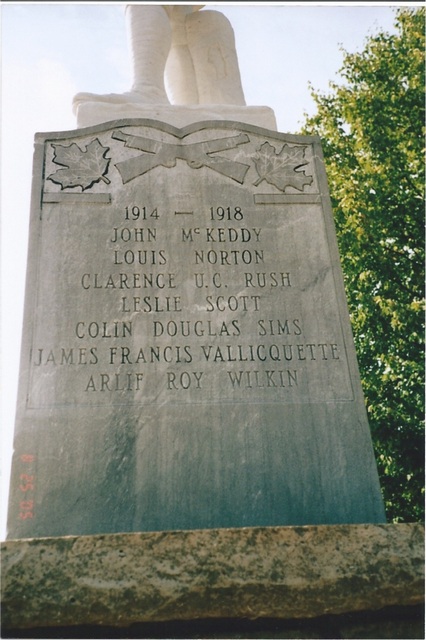 1914 — 1918
JOHN McKEDDY
LOUIS NORTON
CLARENCE U.C. RUSH
LESLIE SCOTT
COLIN DOUGLAS SIMS
JAMES FRANCIS VALLICQUETTE
ARLIF ROY WILKIN